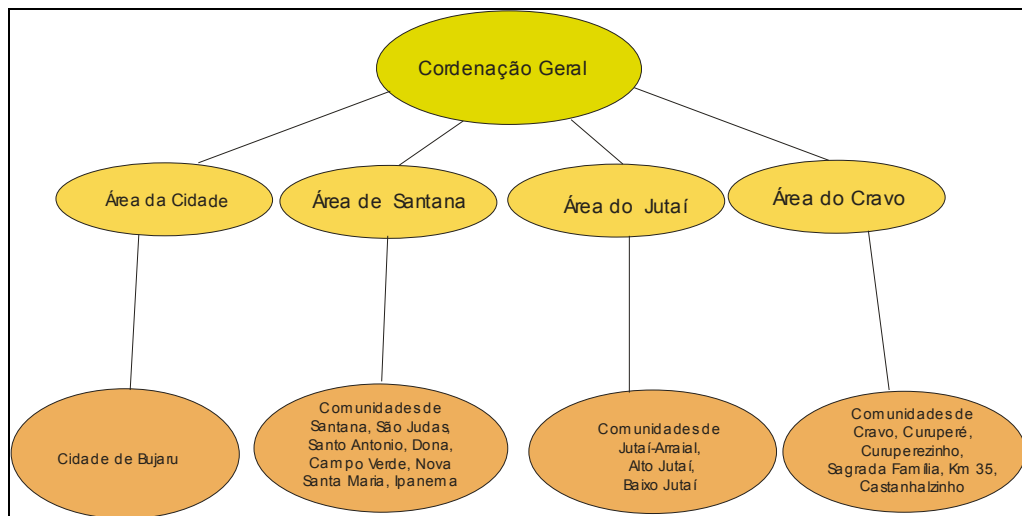 Cordenação Geral
Área da Cidade
Área de Santana
Área do Jutaí
Área do Cravo
Cidade de Bujaru
Comunidades de
Santana, São Judas,
Santo Antonio, Dona,
Campo Verde, Nova
Santa Maria, Ipanema
Comunidades de
Jutaí-Arraial,
Alto Jutaí,
Baixo Jutaí
Comunidades de
Cravo, Curuperé,
Curuperezinho,
Sagrada Família, Km 35,
Castanhalzinho